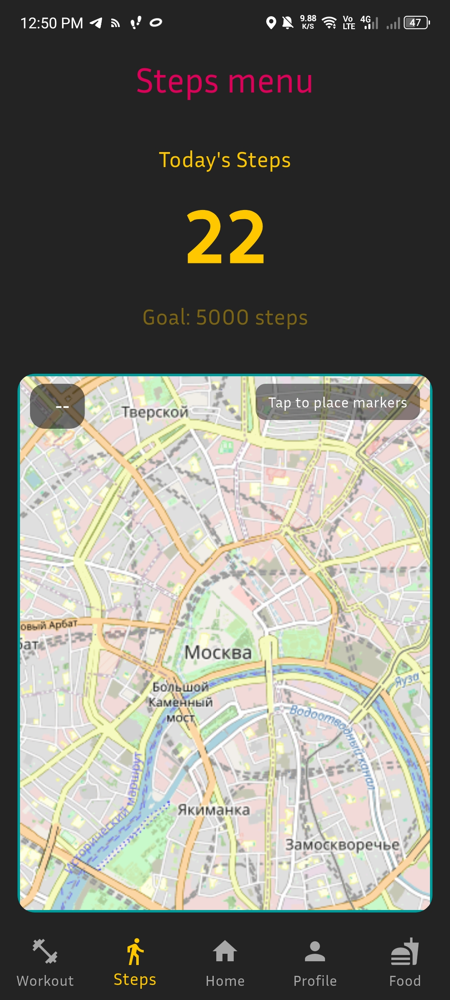 12:50 PM 9.88 K/S Vo LTE 4G 47
Steps menu
Today's Steps
22
Goal: 5000 steps
--
Tap to place markers
Тверской
овый Арбат
бат
Москва
Большой
Каменный
мост
Яуза
Водоотводный канал
Исторический маршрут
Якиманка
Замоскворечье
Workout
Steps
Home
Profile
Food